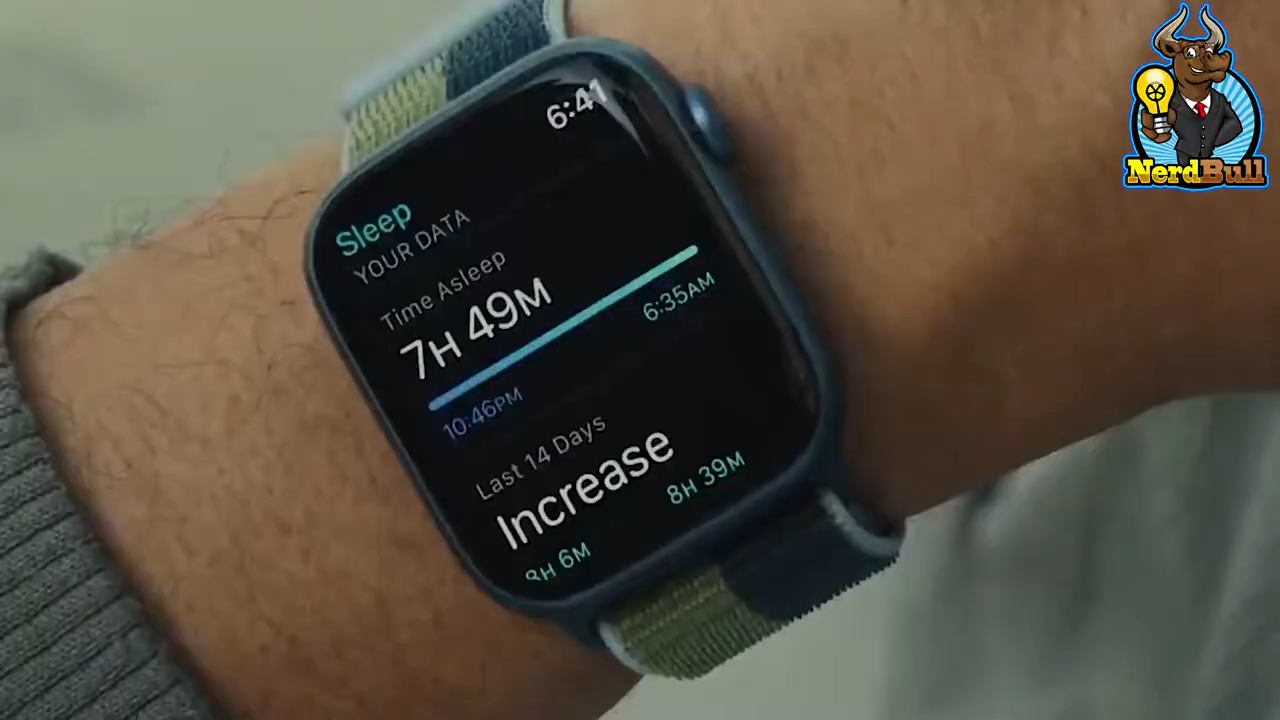 6:41
Sleep
YOUR DATA
Time Asleep
7H 49M
10:46PM 6:35AM
Last 14 Days
Increase
8H 6M 8H 39M
NerdBull